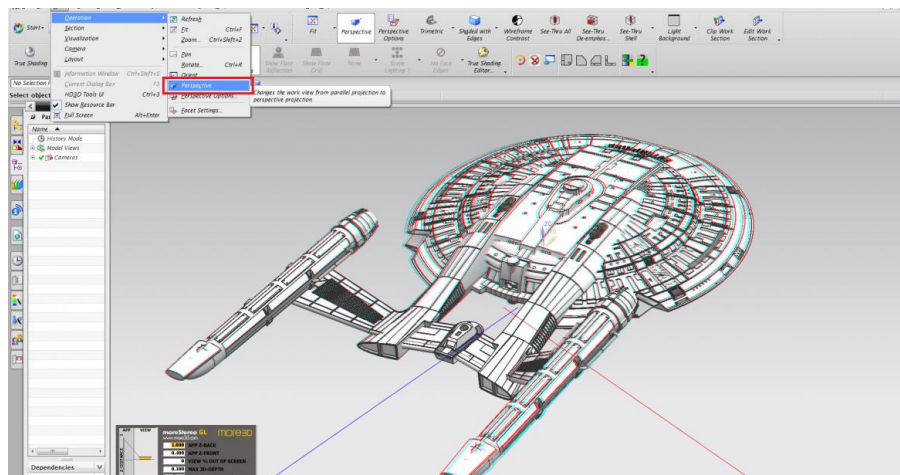 Start
Operation
Section
Visualization
Camera
Layout
Information Window Ctrl+Shift+S
Current Dialog Box F3
HD3D Tools UI Ctrl+3
Show Resource Bar
Full Screen Alt+Enter
Refresh
Fit Ctrl+F
Zoom... Ctrl+Shift+Z
Pan
Rotate... Ctrl+R
Orient
Perspective
Perspective Options...
Facet Settings...
Changes the work view from parallel projection to
perspective projection
Fit
Perspective
Perspective
Options
Trimetric
Shaded with
Edges
Wireframe
Contrast
See-Thru All
See-Thru
De-emphas...
See-Thru
Shell
Light
Background
Clip Work
Section
Edit Work
Section
True Shading
Show Floor
Reflection
Show Floor
Grid
None
Scene
Lighting 1
No Face
Edges
True Shading
Editor...
No Selection
Select object
Name
History Mode
Model Views
Cameras
Dependencies
APP VIEW
moreStereo GL more3D
APP Z-BACK
APP Z-FRONT
VIEW % OUT OF SCREEN
MAX 3D-DEPTH